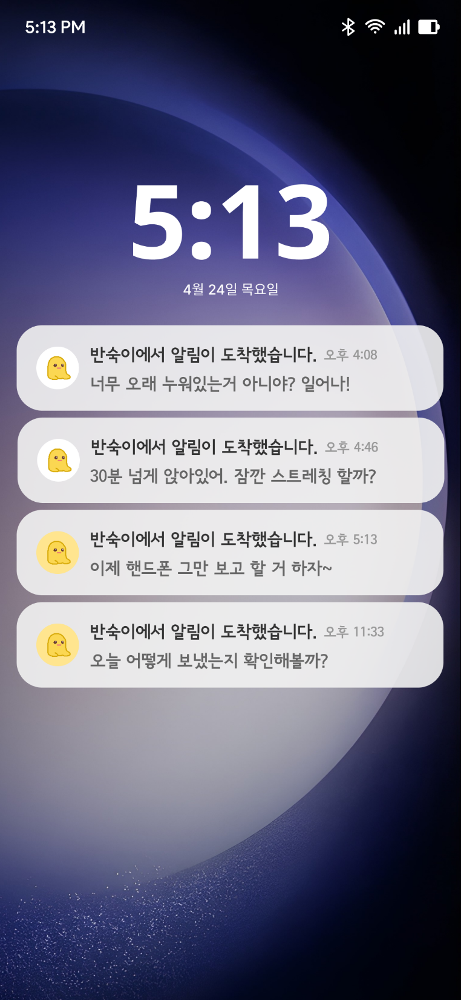 5:13 PM
5:13
4월 24일 목요일
반숙이에서 알림이 도착했습니다. 오후 4:08
너무 오래 누워있는거 아니야? 일어나!
반숙이에서 알림이 도착했습니다. 오후 4:46
30분 넘게 앉아있어. 잠깐 스트레칭 할까?
반숙이에서 알림이 도착했습니다. 오후 5:13
이제 핸드폰 그만 보고 할 거 하자~
반숙이에서 알림이 도착했습니다. 오후 11:33
오늘 어떻게 보냈는지 확인해볼까?